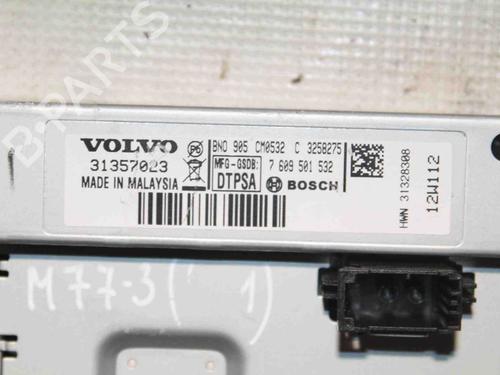 VOLVO
31357023
MADE IN MALAYSIA
BNO 905 CM0532 C 3258275
MFG-GSDB: 7 609 501 532
DTPSA BOSCH
HWN 31328308
12W112
M77-3 ( 1 )
B-PARTS